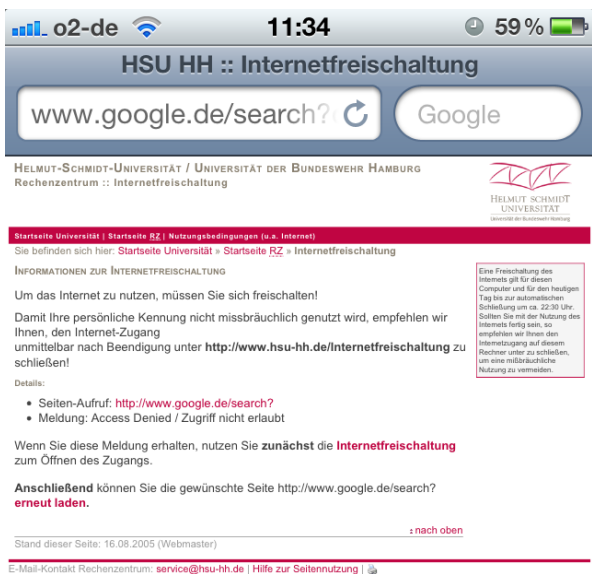 o2-de 11:34 59 %
HSU HH :: Internetfreischaltung
www.google.de/search?
Google
HELMUT-SCHMIDT-UNIVERSITÄT / UNIVERSITÄT DER BUNDESWEHR HAMBURG
Rechenzentrum :: Internetfreischaltung
HELMUT SCHMIDT
UNIVERSITÄT
Universität der Bundeswehr Hamburg
Startseite Universität | Startseite RZ | Nutzungsbedingungen (u.a. Internet)
Sie befinden sich hier: Startseite Universität » Startseite RZ » Internetfreischaltung
INFORMATIONEN ZUR INTERNETFREISCHALTUNG
Um das Internet zu nutzen, müssen Sie sich freischalten!
Damit Ihre persönliche Kennung nicht missbräuchlich genutzt wird, empfehlen wir
Ihnen, den Internet-Zugang
unmittelbar nach Beendigung unter http://www.hsu-hh.de/Internetfreischaltung zu
schließen!
Details:
• Seiten-Aufruf: http://www.google.de/search?
• Meldung: Access Denied / Zugriff nicht erlaubt
Wenn Sie diese Meldung erhalten, nutzen Sie zunächst die Internetfreischaltung
zum Öffnen des Zugangs.
Anschließend können Sie die gewünschte Seite http://www.google.de/search?
erneut laden.
Eine Freischaltung des
Internets gilt für diesen
Computer und für den heutigen
Tag bis zur automatischen
Schließung um ca. 22:30 Uhr.
Sollten Sie mit der Nutzung des
Internets fertig sein, so
empfehlen wir Ihnen den
Internetzugang auf diesem
Rechner unter zu schließen,
um eine mißbräuchliche
Nutzung zu vermeiden.
: nach oben
Stand dieser Seite: 16.08.2005 (Webmaster)
E-Mail-Kontakt Rechenzentrum: service@hsu-hh.de | Hilfe zur Seitennutzung |